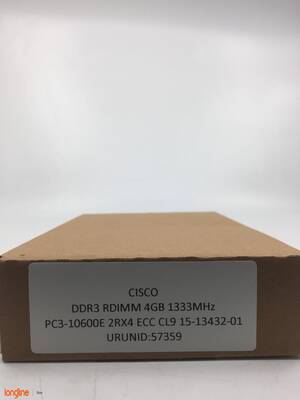 CISCO
DDR3 RDIMM 4GB 1333MHz
PC3-10600E 2RX4 ECC CL9 15-13432-01
URUNID:57359
longline